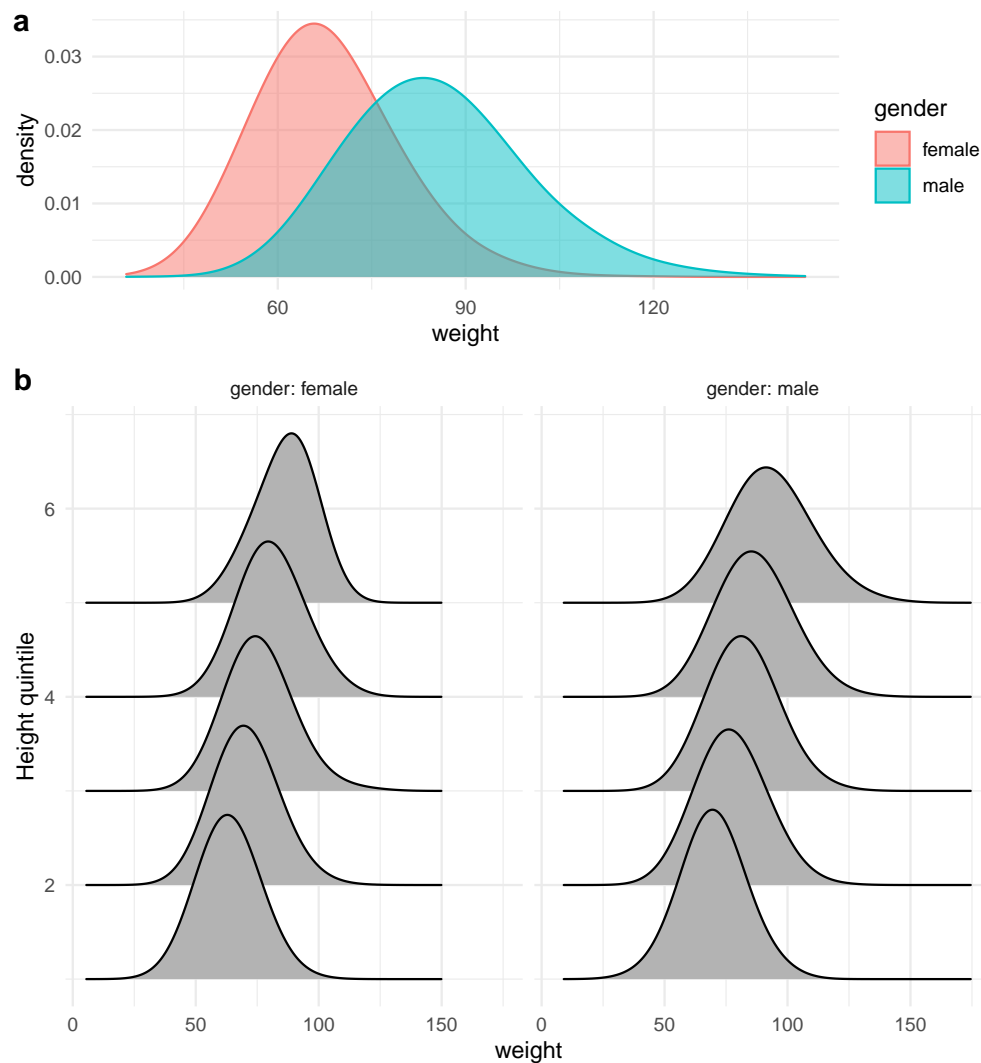 a
0.03
0.02
0.01
0.00
density
60 90 120
weight
gender
female
male
b
gender: female gender: male
6
4
2
Height quintile
0 50 100 150 0 50 100 150
weight